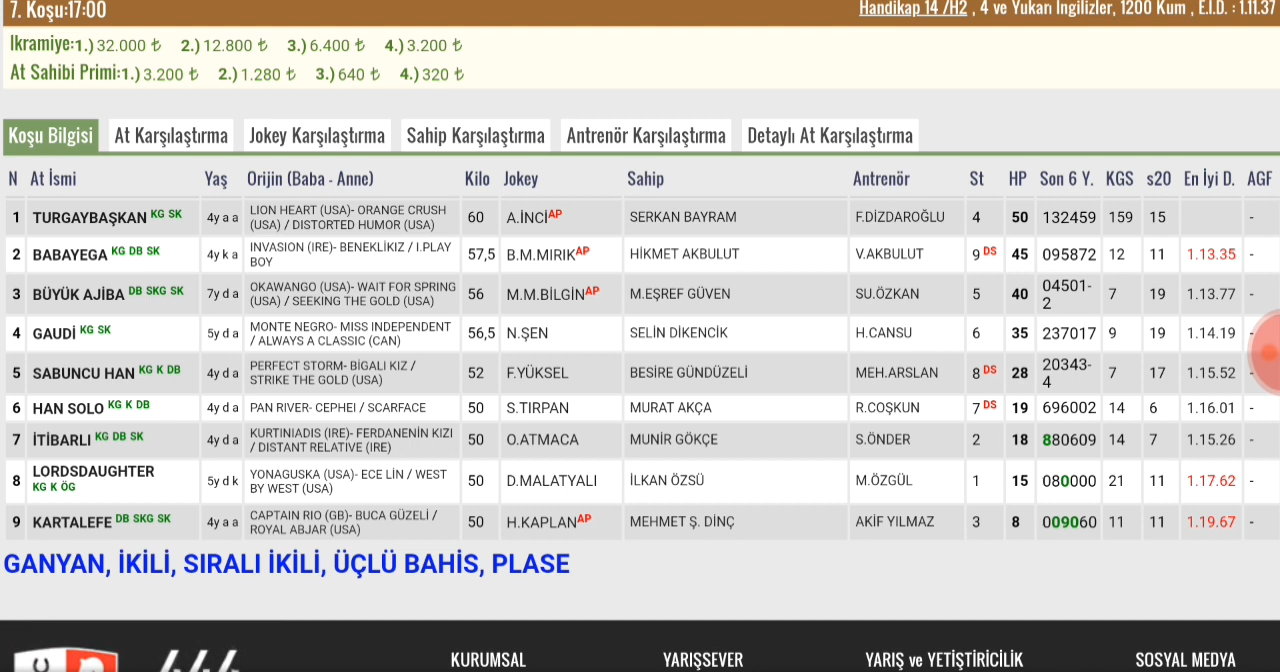 7. Koşu:17:00 Handikap 14 /H2 , 4 ve Yukarı İngilizler, 1200 Kum , E.İ.D. : 1.11.37
İkramiye:1.) 32.000 ₺ 2.) 12.800 ₺ 3.) 6.400 ₺ 4.) 3.200 ₺
At Sahibi Primi:1.) 3.200 ₺ 2.) 1.280 ₺ 3.) 640 ₺ 4.) 320 ₺
Koşu Bilgisi At Karşılaştırma Jokey Karşılaştırma Sahip Karşılaştırma Antrenör Karşılaştırma Detaylı At Karşılaştırma
N At İsmi Yaş Orijin (Baba - Anne) Kilo Jokey Sahip Antrenör St HP Son 6 Y. KGS s20 En İyi D. AGF
1 TURGAYBAŞKAN KG SK 4y a a LION HEART (USA)- ORANGE CRUSH (USA) / DISTORTED HUMOR (USA) 60 A.İNCİ AP SERKAN BAYRAM F.DİZDAROĞLU 4 50 132459 159 15 -
2 BABAYEGA KG DB SK 4y k a INVASION (IRE)- BENEKLİKIZ / I.PLAY BOY 57,5 B.M.MIRIK AP HİKMET AKBULUT V.AKBULUT 9 DS 45 095872 12 11 1.13.35 -
3 BÜYÜK AJİBA DB SKG SK 7y d a OKAWANGO (USA)- WAIT FOR SPRING (USA) / SEEKING THE GOLD (USA) 56 M.M.BİLGİN AP M.EŞREF GÜVEN SU.ÖZKAN 5 40 04501-2 7 19 1.13.77 -
4 GAUDİ KG SK 5y d a MONTE NEGRO- MISS INDEPENDENT / ALWAYS A CLASSIC (CAN) 56,5 N.ŞEN SELİN DİKENCİK H.CANSU 6 35 237017 9 19 1.14.19 -
5 SABUNCU HAN KG K DB 4y d a PERFECT STORM- BİGALI KIZ / STRIKE THE GOLD (USA) 52 F.YÜKSEL BESİRE GÜNDÜZELİ MEH.ARSLAN 8 DS 28 20343-4 7 17 1.15.52 -
6 HAN SOLO KG K DB 4y d a PAN RIVER- CEPHEI / SCARFACE 50 S.TIRPAN MURAT AKÇA R.COŞKUN 7 DS 19 696002 14 6 1.16.01 -
7 İTİBARLI KG DB SK 4y d a KURTINIADIS (IRE)- FERDANENİN KIZI / DISTANT RELATIVE (IRE) 50 O.ATMACA MUNİR GÖKÇE S.ÖNDER 2 18 880609 14 7 1.15.26 -
8 LORDSDAUGHTER KG K ÖG 5y d k YONAGUSKA (USA)- ECE LİN / WEST BY WEST (USA) 50 D.MALATYALI İLKAN ÖZSÜ M.ÖZGÜL 1 15 080000 21 11 1.17.62 -
9 KARTALEFE DB SKG SK 4y a a CAPTAIN RIO (GB)- BUCA GÜZELİ / ROYAL ABJAR (USA) 50 H.KAPLAN AP MEHMET Ş. DİNÇ AKİF YILMAZ 3 8 009060 11 11 1.19.67 -
GANYAN, İKİLİ, SIRALI İKİLİ, ÜÇLÜ BAHİS, PLASE
KURUMSAL YARIŞSEVER YARIŞ ve YETİŞTİRİCİLİK SOSYAL MEDYA